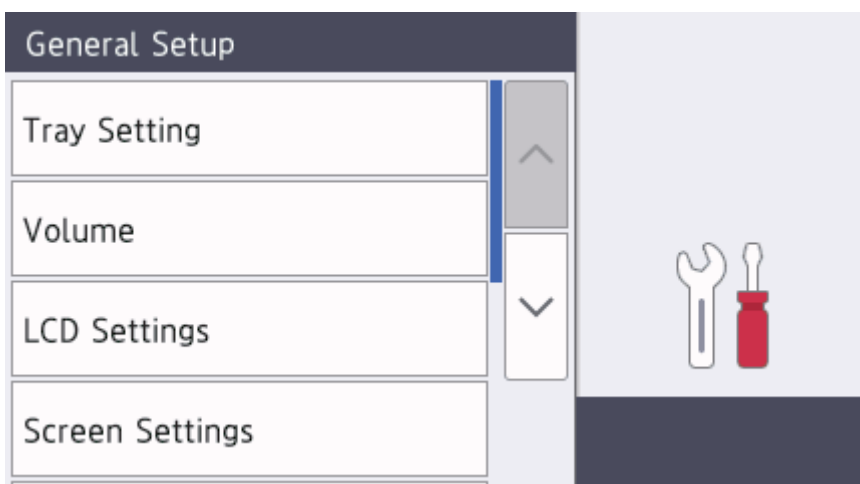 General Setup
Tray Setting
Volume
LCD Settings
Screen Settings